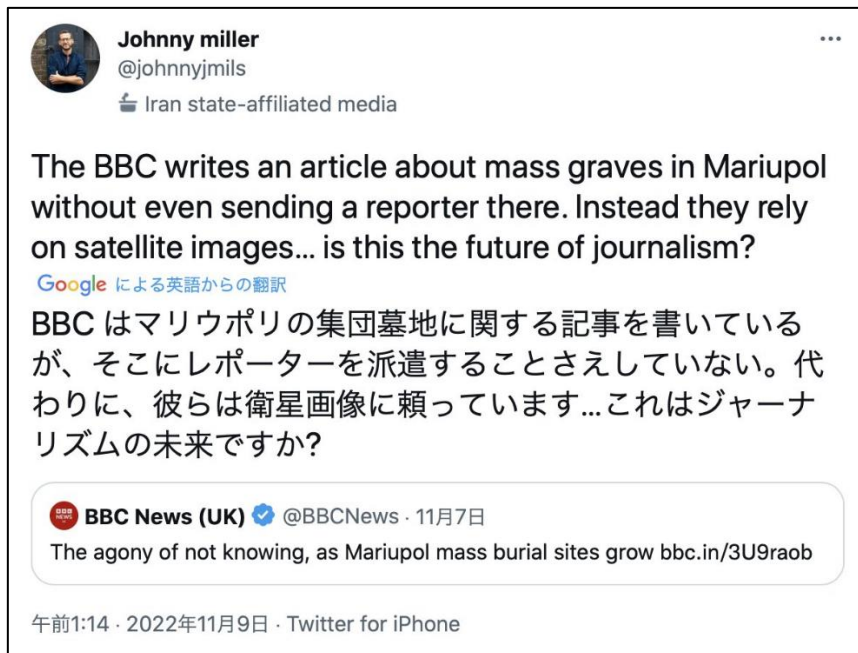 Johnny miller
@johnnyjmils
Iran state-affiliated media
The BBC writes an article about mass graves in Mariupol
without even sending a reporter there. Instead they rely
on satellite images... is this the future of journalism?
Google による英語からの翻訳
BBC はマリウポリの集団墓地に関する記事を書いている
が、そこにレポーターを派遣することさえしていない。代
わりに、彼らは衛星画像に頼っています...これはジャーナ
リズムの未来ですか?
BBC NEWS
BBC News (UK) @BBCNews · 11月7日
The agony of not knowing, as Mariupol mass burial sites grow bbc.in/3U9raob
午前1:14 · 2022年11月9日 · Twitter for iPhone